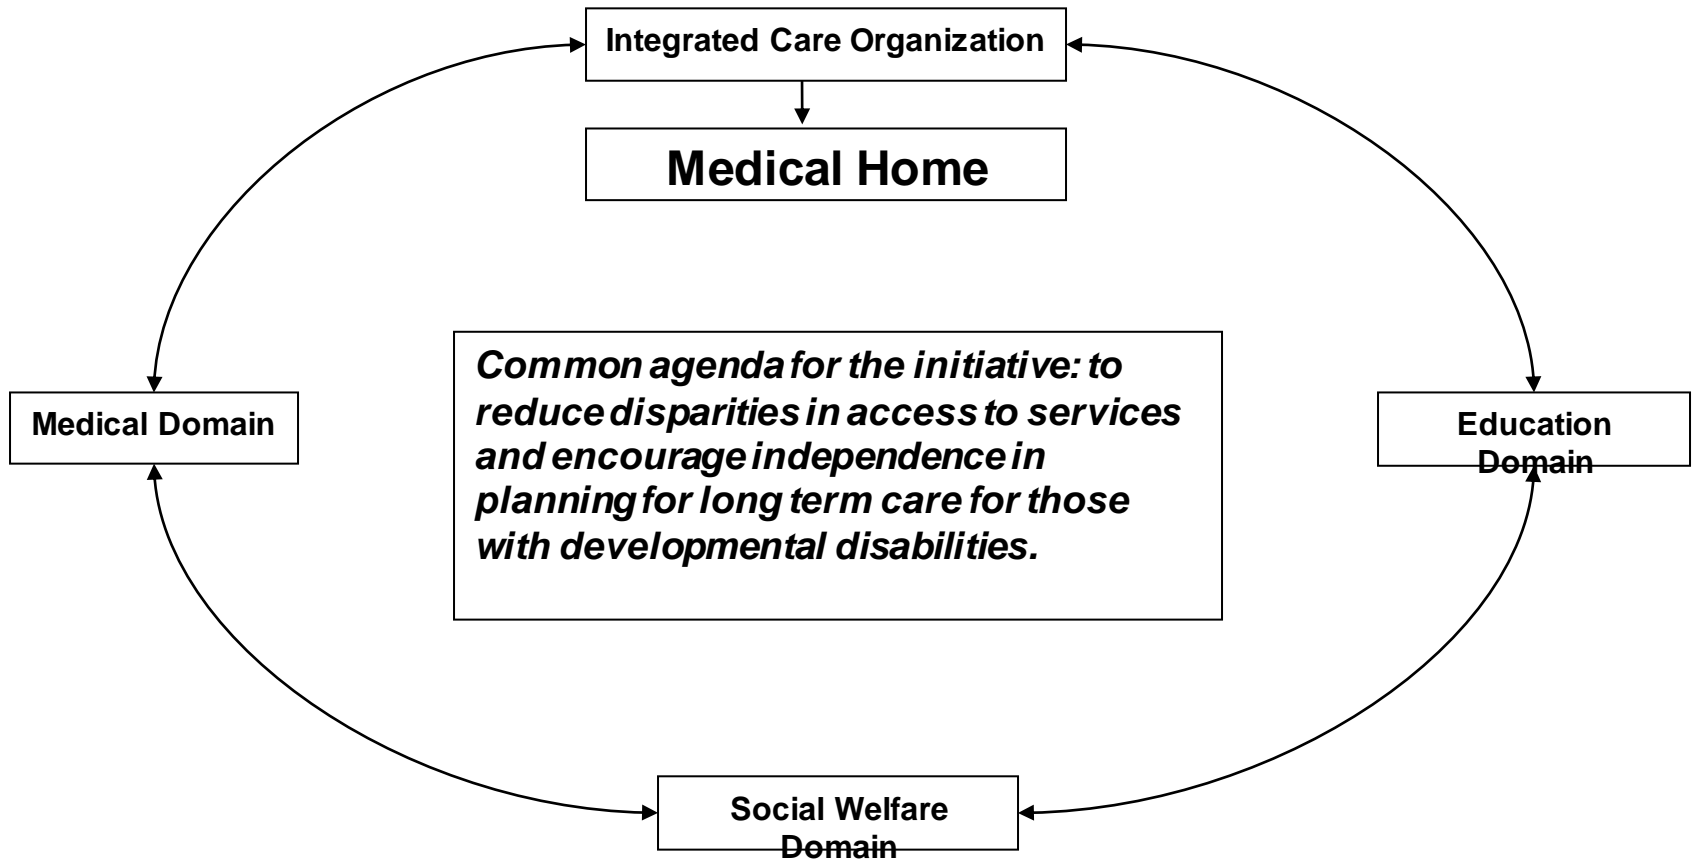 Integrated Care Organization
Medical Home
Common agenda for the initiative: to
reduce disparities in access to services
and encourage independence in
planning for long term care for those
with developmental disabilities.
Medical Domain
Education
Domain
Social Welfare
Domain